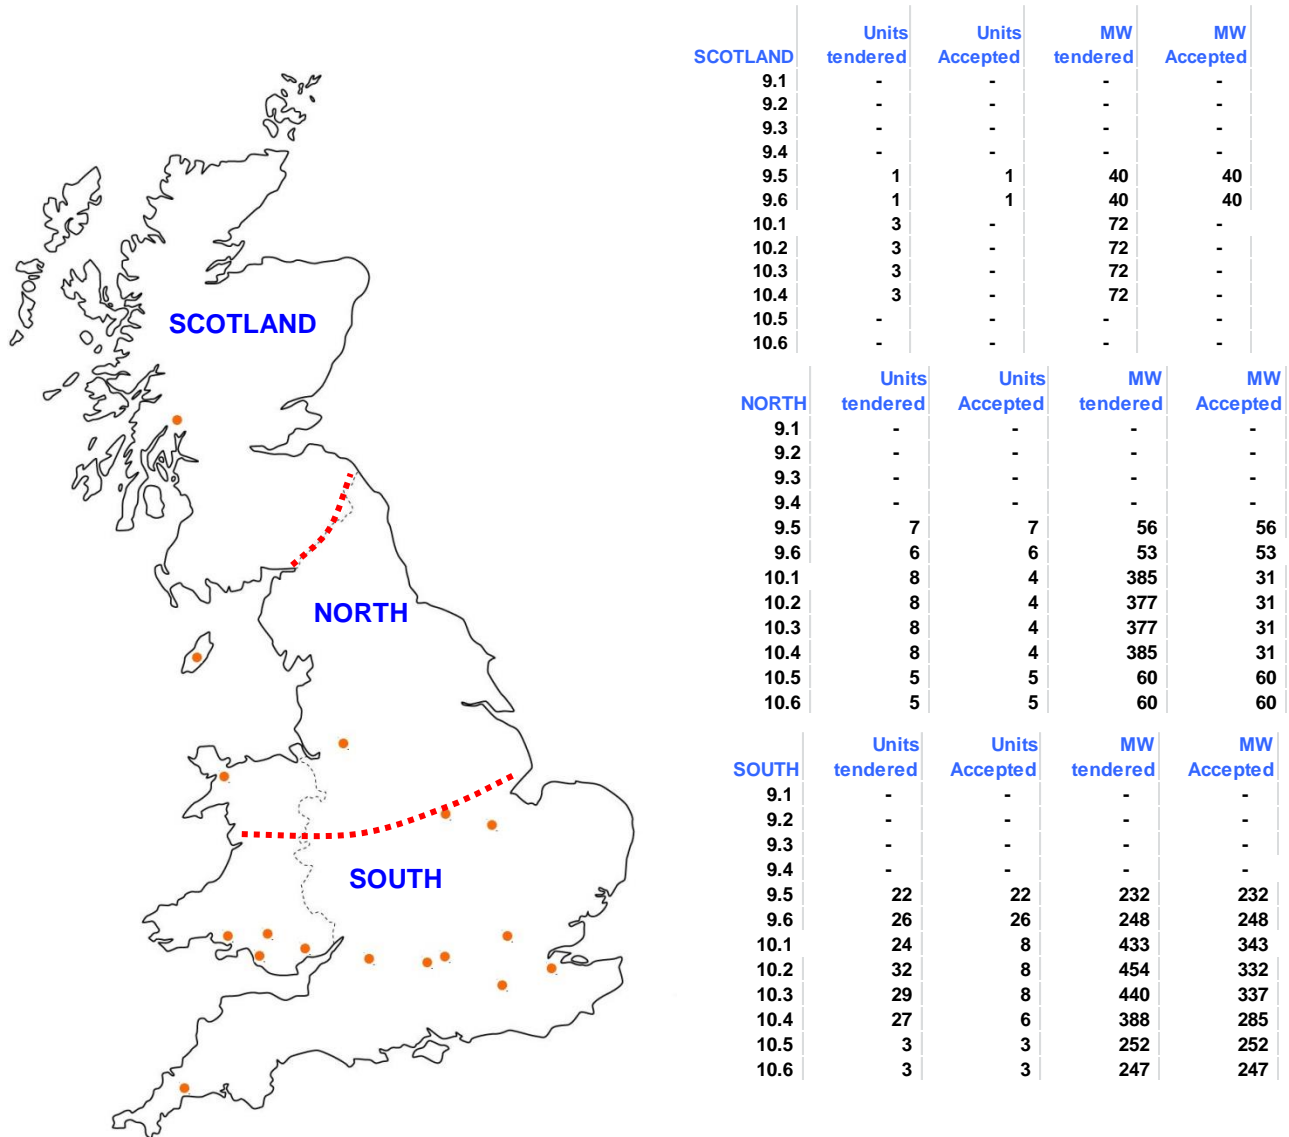 SCOTLAND
NORTH
SOUTH
Units Units MW MW
SCOTLAND tendered Accepted tendered Accepted
9.1 - - - -
9.2 - - - -
9.3 - - - -
9.4 - - - -
9.5 1 1 40 40
9.6 1 1 40 40
10.1 3 - 72 -
10.2 3 - 72 -
10.3 3 - 72 -
10.4 3 - 72 -
10.5 - - - -
10.6 - - - -
Units Units MW MW
NORTH tendered Accepted tendered Accepted
9.1 - - - -
9.2 - - - -
9.3 - - - -
9.4 - - - -
9.5 7 7 56 56
9.6 6 6 53 53
10.1 8 4 385 31
10.2 8 4 377 31
10.3 8 4 377 31
10.4 8 4 385 31
10.5 5 5 60 60
10.6 5 5 60 60
Units Units MW MW
SOUTH tendered Accepted tendered Accepted
9.1 - - - -
9.2 - - - -
9.3 - - - -
9.4 - - - -
9.5 22 22 232 232
9.6 26 26 248 248
10.1 24 8 433 343
10.2 32 8 454 332
10.3 29 8 440 337
10.4 27 6 388 285
10.5 3 3 252 252
10.6 3 3 247 247